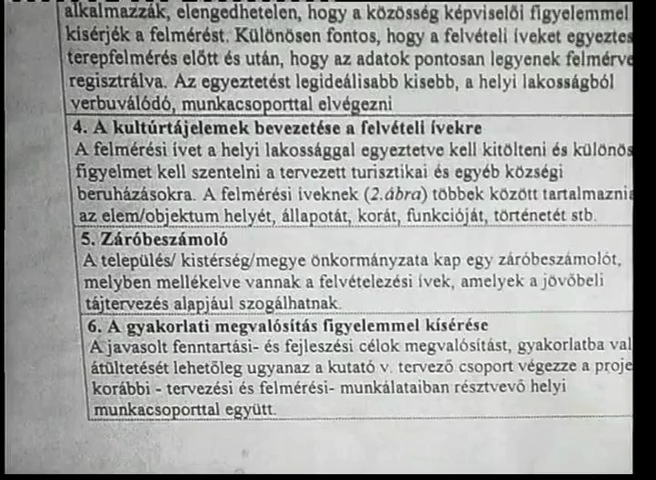 alkalmazzák, elengedhetelen, hogy a közösség képviselői figyelemmel
kísérjék a felmérést. Különösen fontos, hogy a felvételi íveket egyeztes
terepfelmérés előtt és után, hogy az adatok pontosan legyenek felmérve
regisztrálva. Az egyeztetést legideálisabb kisebb, a helyi lakosságból
verbuválódó, munkacsoporttal elvégezni
4. A kultúrtájelemek bevezetése a felvételi ívekre
A felmérési ívet a helyi lakossággal egyeztetve kell kitölteni és különös
figyelmet kell szentelni a tervezett turisztikai és egyéb községi
beruházásokra. A felmérési íveknek (2.ábra) többek között tartalmaznia
az elem/objektum helyét, állapotát, korát, funkcióját, történetét stb.
5. Záróbeszámoló
A település/ kistérség/megye önkormányzata kap egy záróbeszámolót,
melyben mellékelve vannak a felvételezési ívek, amelyek a jövőbeli
tájtervezés alapjául szogálhatnak.
6. A gyakorlati megvalósítás figyelemmel kísérése
A javasolt fenntartási- és fejleszési célok megvalósítást, gyakorlatba val
átültetését lehetőleg ugyanaz a kutató v. tervező csoport végezze a proje
korábbi - tervezési és felmérési- munkálataiban résztvevő helyi
munkacsoporttal együtt.